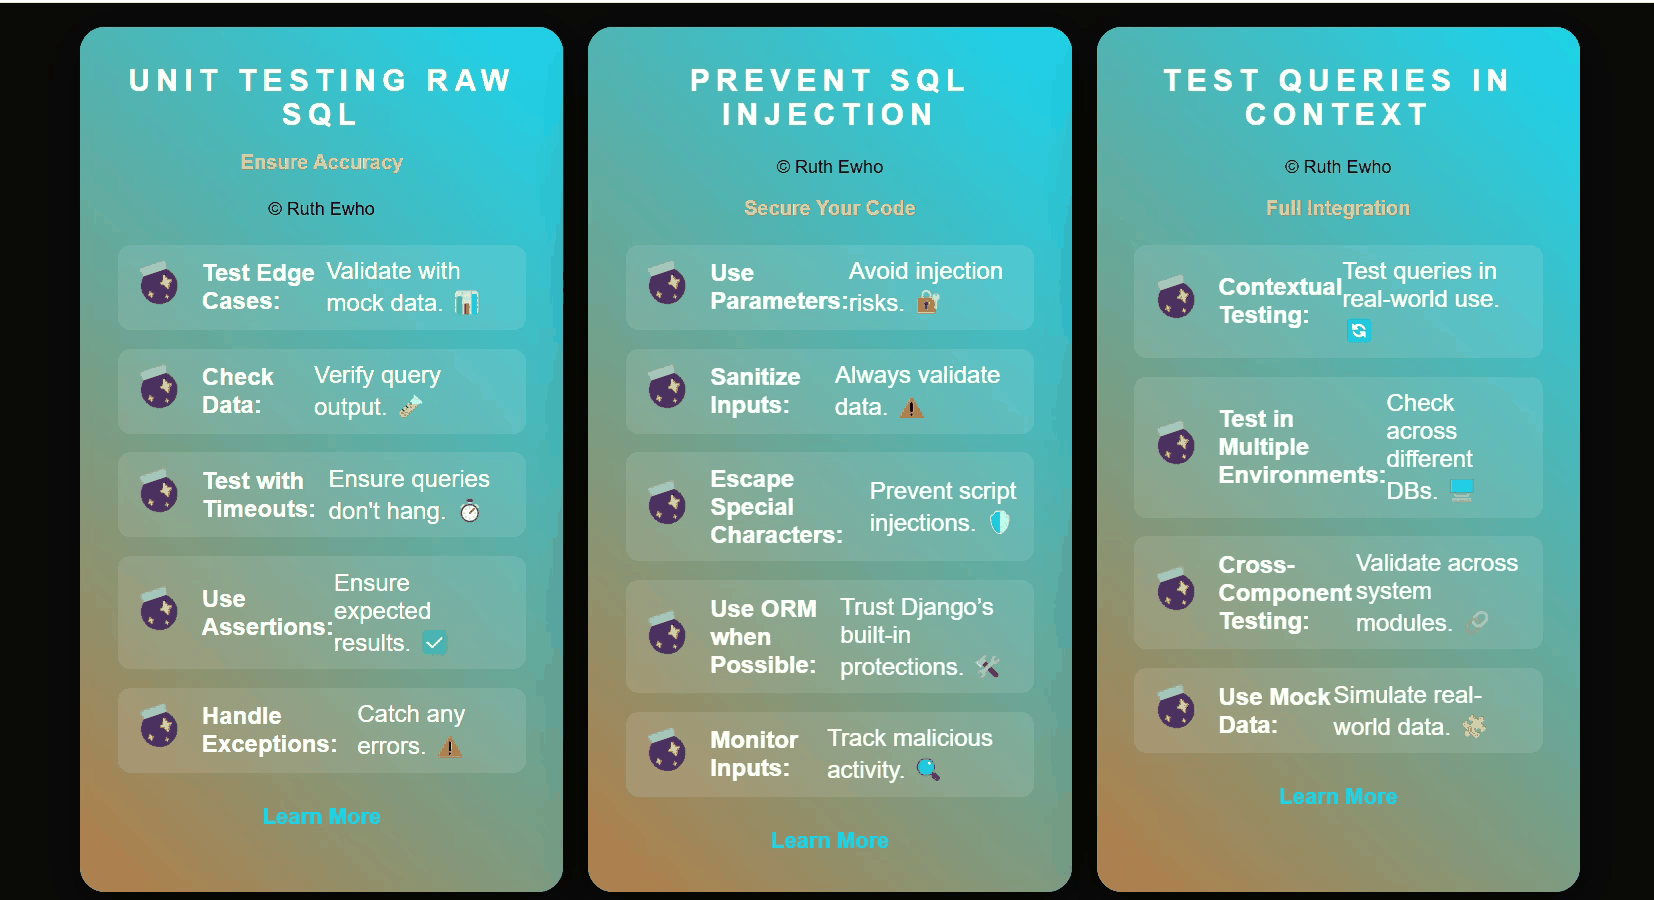 UNIT TESTING RAW
SQL
Ensure Accuracy
© Ruth Ewho
Test Edge
Cases:
Validate with
mock data.
Check
Data:
Verify query
output.
Test with
Timeouts:
Ensure queries
don't hang.
Use
Assertions:
Ensure
expected
results.
Handle
Exceptions:
Catch any
errors.
Learn More
PREVENT SQL
INJECTION
© Ruth Ewho
Secure Your Code
Use
Parameters:
Avoid injection
risks.
Sanitize
Inputs:
Always validate
data.
Escape
Special
Characters:
Prevent script
injections.
Use ORM
when
Possible:
Trust Django’s
built-in
protections.
Monitor
Inputs:
Track malicious
activity.
Learn More
TEST QUERIES IN
CONTEXT
© Ruth Ewho
Full Integration
Contextual
Testing:
Test queries in
real-world use.
Test in
Multiple
Environments:
Check
across
different
DBs.
Cross-
Component
Testing:
Validate across
system
modules.
Use Mock
Data:
Simulate real-
world data.
Learn More